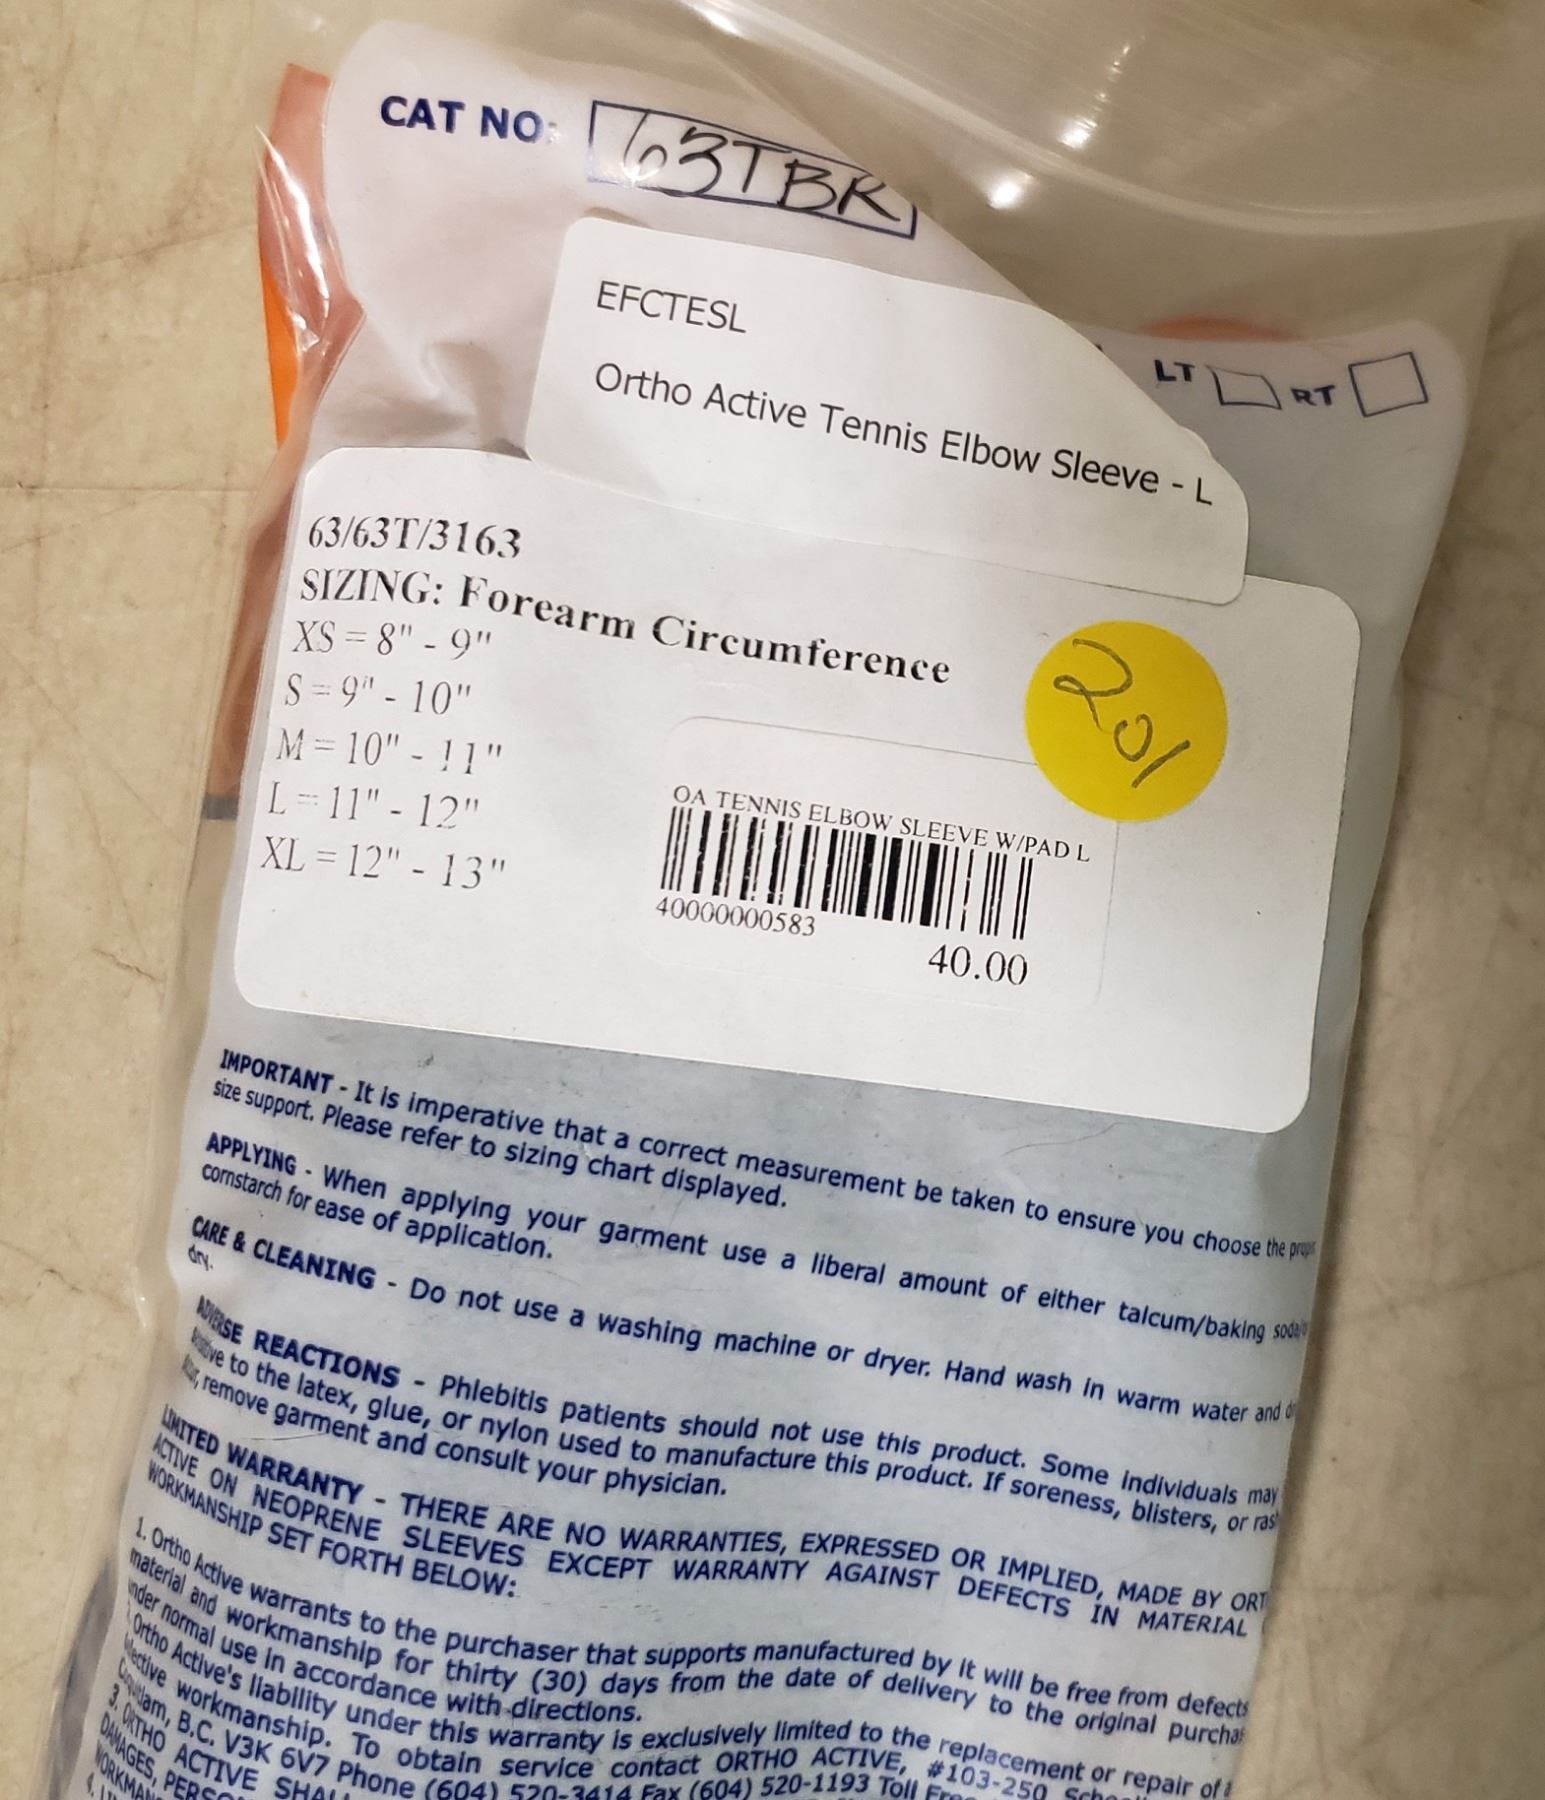 CAT NO: 63TBK
EFCTESL
Ortho Active Tennis Elbow Sleeve - L
LT RT
63/63T/3163
SIZING: Forearm Circumference
XS = 8" - 9"
S = 9" - 10"
M = 10" - 11"
L = 11" - 12"
XL = 12" - 13"
201
OA TENNIS ELBOW SLEEVE W/PAD L
40000000583
40.00
IMPORTANT - It is imperative that a correct measurement be taken to ensure you choose the proper
size support. Please refer to sizing chart displayed.
APPLYING - When applying your garment use a liberal amount of either talcum/baking soda/
cornstarch for ease of application.
CARE & CLEANING - Do not use a washing machine or dryer. Hand wash in warm water and
dry.
ADVERSE REACTIONS - Phlebitis patients should not use this product. Some individuals may
to the latex, glue, or nylon used to manufacture this product. If soreness, blisters, or
remove garment and consult your physician.
LIMITED WARRANTY - THERE ARE NO WARRANTIES, EXPRESSED OR IMPLIED, MADE BY
ACTIVE ON NEOPRENE SLEEVES EXCEPT WARRANTY AGAINST DEFECTS IN MATERIAL
WORKMANSHIP SET FORTH BELOW:
1. Ortho Active warrants to the purchaser that supports manufactured by it will be free from defects
material and workmanship for thirty (30) days from the date of delivery to the original
under normal use in accordance with directions.
Ortho Active's liability under this warranty is exclusively limited to the replacement or repair of
workmanship. To obtain service contact ORTHO ACTIVE, #103-250
B.C. V3K 6V7 Phone (604) 520-3414 Fax (604) 520-1193 Toll
3. ORTHO ACTIVE
DAMAGES,